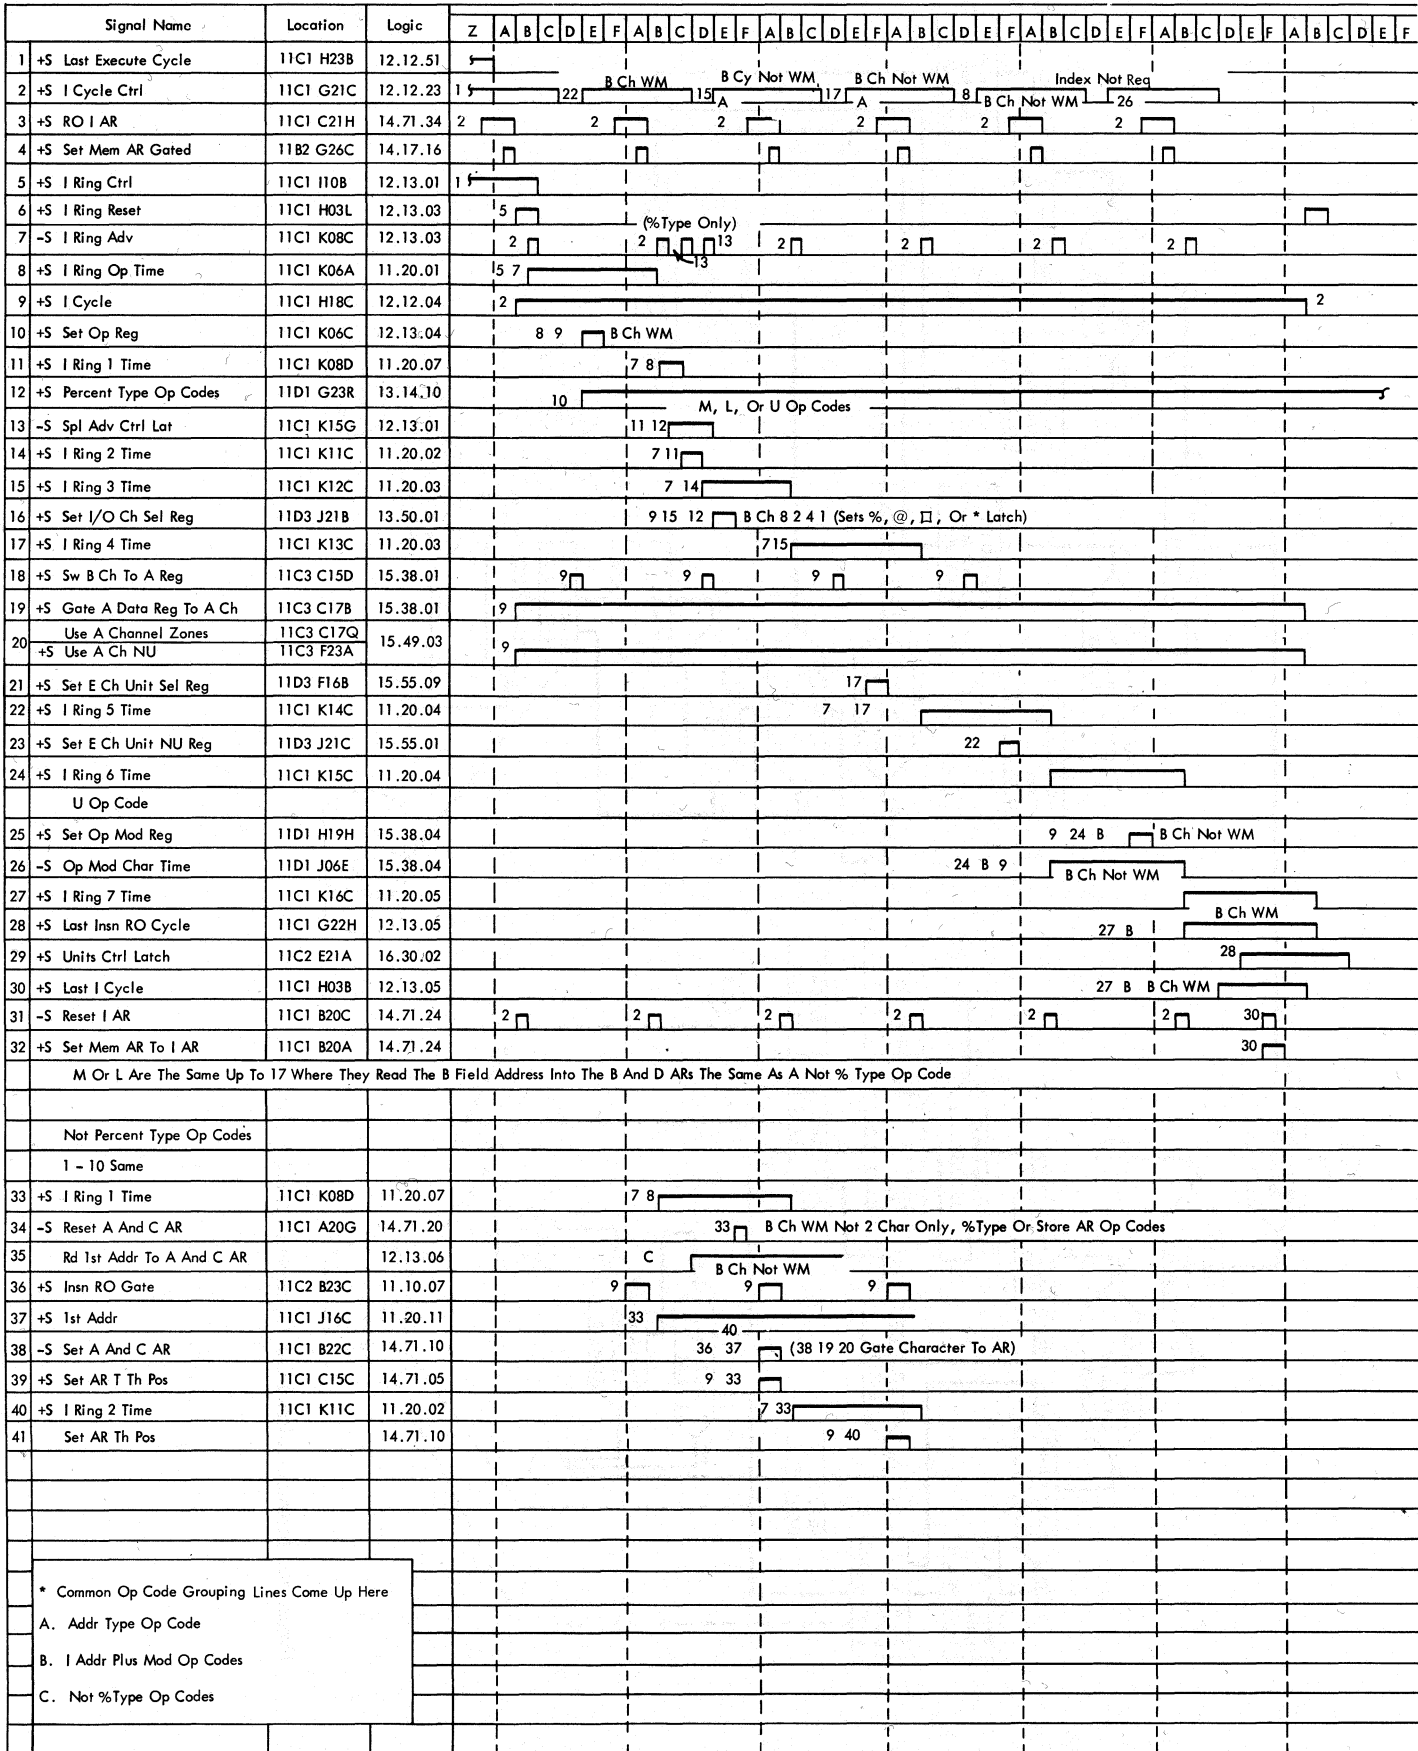 Signal Name Location Logic Z A B C D E F A B C D E F A B C D E F A B C D E F A B C D E F A B C D E F A B C D E F
1 +S Last Execute Cycle 11C1 H23B 12.12.51
B Ch WM B Cy Not WM B Ch Not WM Index Not Req
2 +S I Cycle Ctrl 11C1 G21C 12.12.23 1 22 15 A 17 A 8 B Ch Not WM 26
3 +S RO I AR 11C1 C21H 14.71.34 2 2 2 2 2 2
4 +S Set Mem AR Gated 11B2 G26C 14.17.16
5 +S I Ring Ctrl 11C1 I10B 12.13.01 1
6 +S I Ring Reset 11C1 H03L 12.13.03 5
(%Type Only)
7 -S I Ring Adv 11C1 K08C 12.13.03 2 2 13 2 2 2 2
13
8 +S I Ring Op Time 11C1 K06A 11.20.01 5 7
9 +S I Cycle 11C1 H18C 12.12.04 2 2
10 +S Set Op Reg 11C1 K06C 12.13.04 8 9 B Ch WM
11 +S I Ring 1 Time 11C1 K08D 11.20.07 7 8
12 +S Percent Type Op Codes 11D1 G23R 13.14.10 10
M, L, Or U Op Codes
13 -S Spl Adv Ctrl Lat 11C1 K15G 12.13.01 11 12
14 +S I Ring 2 Time 11C1 K11C 11.20.02 7 11
15 +S I Ring 3 Time 11C1 K12C 11.20.03 7 14
16 +S Set I/O Ch Sel Reg 11D3 J21B 13.50.01 9 15 12 B Ch 8 2 4 1 (Sets %, @, ⌑, Or * Latch)
17 +S I Ring 4 Time 11C1 K13C 11.20.03 7 15
18 +S Sw B Ch To A Reg 11C3 C15D 15.38.01 9 9 9 9
19 +S Gate A Data Reg To A Ch 11C3 C17B 15.38.01 9
20 Use A Channel Zones 11C3 C17Q 15.49.03
+S Use A Ch NU 11C3 F23A 9
21 +S Set E Ch Unit Sel Reg 11D3 F16B 15.55.09 17
22 +S I Ring 5 Time 11C1 K14C 11.20.04 7 17
23 +S Set E Ch Unit NU Reg 11D3 J21C 15.55.01 22
24 +S I Ring 6 Time 11C1 K15C 11.20.04
U Op Code
25 +S Set Op Mod Reg 11D1 H19H 15.38.04 9 24 B B Ch Not WM
26 -S Op Mod Char Time 11D1 J06E 15.38.04 24 B 9 B Ch Not WM
27 +S I Ring 7 Time 11C1 K16C 11.20.05
B Ch WM
28 +S Last Insn RO Cycle 11C1 G22H 12.13.05 27 B
29 +S Units Ctrl Latch 11C2 E21A 16.30.02 28
30 +S Last I Cycle 11C1 H03B 12.13.05 27 B B Ch WM
31 -S Reset I AR 11C1 B20C 14.71.24 2 2 2 2 2 2 30
32 +S Set Mem AR To I AR 11C1 B20A 14.71.24 30
M Or L Are The Same Up To 17 Where They Read The B Field Address Into The B And D ARs The Same As A Not % Type Op Code
Not Percent Type Op Codes
1 - 10 Same
33 +S I Ring 1 Time 11C1 K08D 11.20.07 7 8
34 -S Reset A And C AR 11C1 A20G 14.71.20 33 B Ch WM Not 2 Char Only, %Type Or Store AR Op Codes
35 Rd 1st Addr To A And C AR 12.13.06 C B Ch Not WM
36 +S Insn RO Gate 11C2 B23C 11.10.07 9 9 9
37 +S 1st Addr 11C1 J16C 11.20.11 33
40
38 -S Set A And C AR 11C1 B22C 14.71.10 36 37 (38 19 20 Gate Character To AR)
39 +S Set AR T Th Pos 11C1 C15C 14.71.05 9 33
40 +S I Ring 2 Time 11C1 K11C 11.20.02 7 33
41 Set AR Th Pos 14.71.10 9 40
* Common Op Code Grouping Lines Come Up Here
A. Addr Type Op Code
B. I Addr Plus Mod Op Codes
C. Not %Type Op Codes